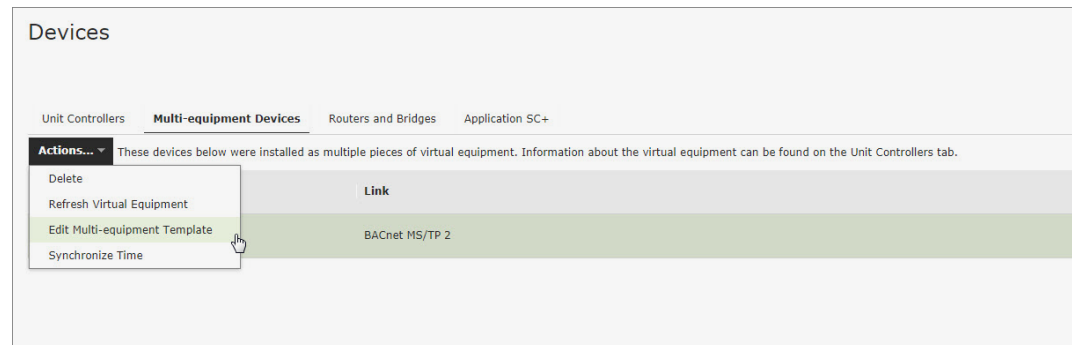 Devices
Unit Controllers Multi-equipment Devices Routers and Bridges Application SC+
Actions... These devices below were installed as multiple pieces of virtual equipment. Information about the virtual equipment can be found on the Unit Controllers tab.
Delete
Link
Refresh Virtual Equipment
Edit Multi-equipment Template
BACnet MS/TP 2
Synchronize Time